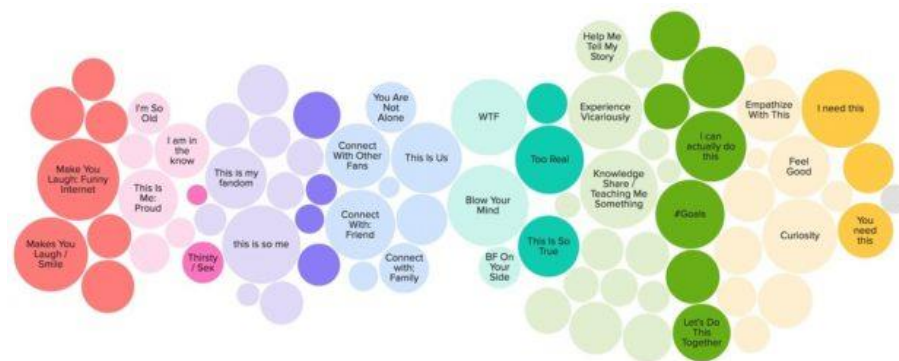 Make You
Laugh: Funny
Internet
Makes You
Laugh /
Smile
I'm So
Old
I am in
the
know
This Is
Me:
Proud
Thirsty
/ Sex
This is my
fandom
this is so me
You Are
Not
Alone
Connect
With Other
Fans
This Is Us
Connect
With:
Friend
Connect
with:
Family
WTF
Blow Your
Mind
BF On
Your
Side
Too Real
This Is So
True
Help Me
Tell My
Story
Experience
Vicariously
Knowledge
Share /
Teaching Me
Something
I can
actually do
this
#Goals
Let's Do
This
Together
Empathize
With This
Feel
Good
Curiosity
I need this
You
need
this